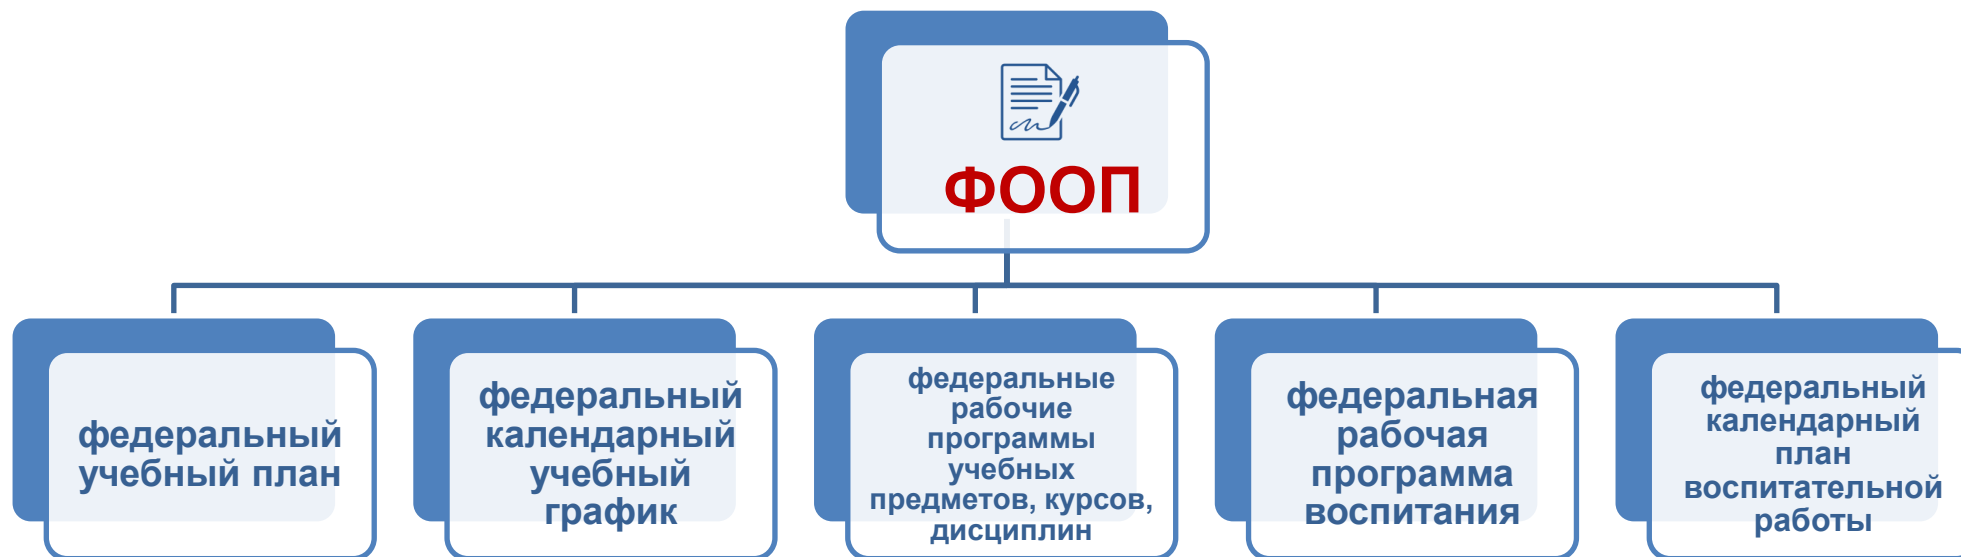 ФООП
федеральный
учебный план
федеральный
календарный
учебный
график
федеральные
рабочие
программы
учебных
предметов, курсов,
дисциплин
федеральная
рабочая
программа
воспитания
федеральный
календарный
план
воспитательной
работы